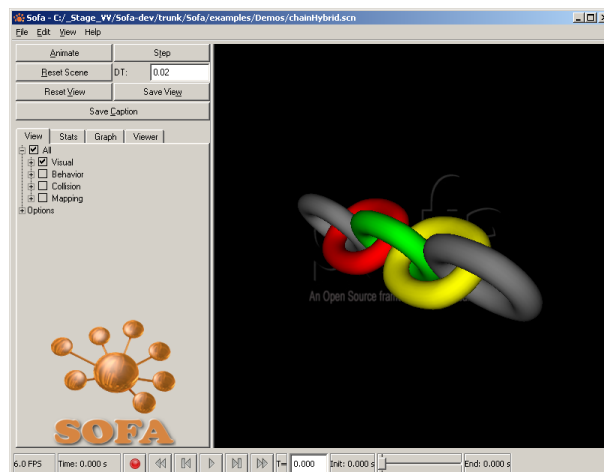 Sofa - C:/_Stage_VV/Sofa-dev/trunk/Sofa/examples/Demos/chainHybrid.scn
File Edit View Help
Animate Step
Reset Scene DT: 0.02
Reset View Save View
Save Caption
View Stats Graph Viewer
All
Visual
Behavior
Collision
Mapping
Options
An Open Source fram
SOFA
6.0 FPS Time: 0.000 s T= 0.000 Init: 0.000 s End: 0.000 s